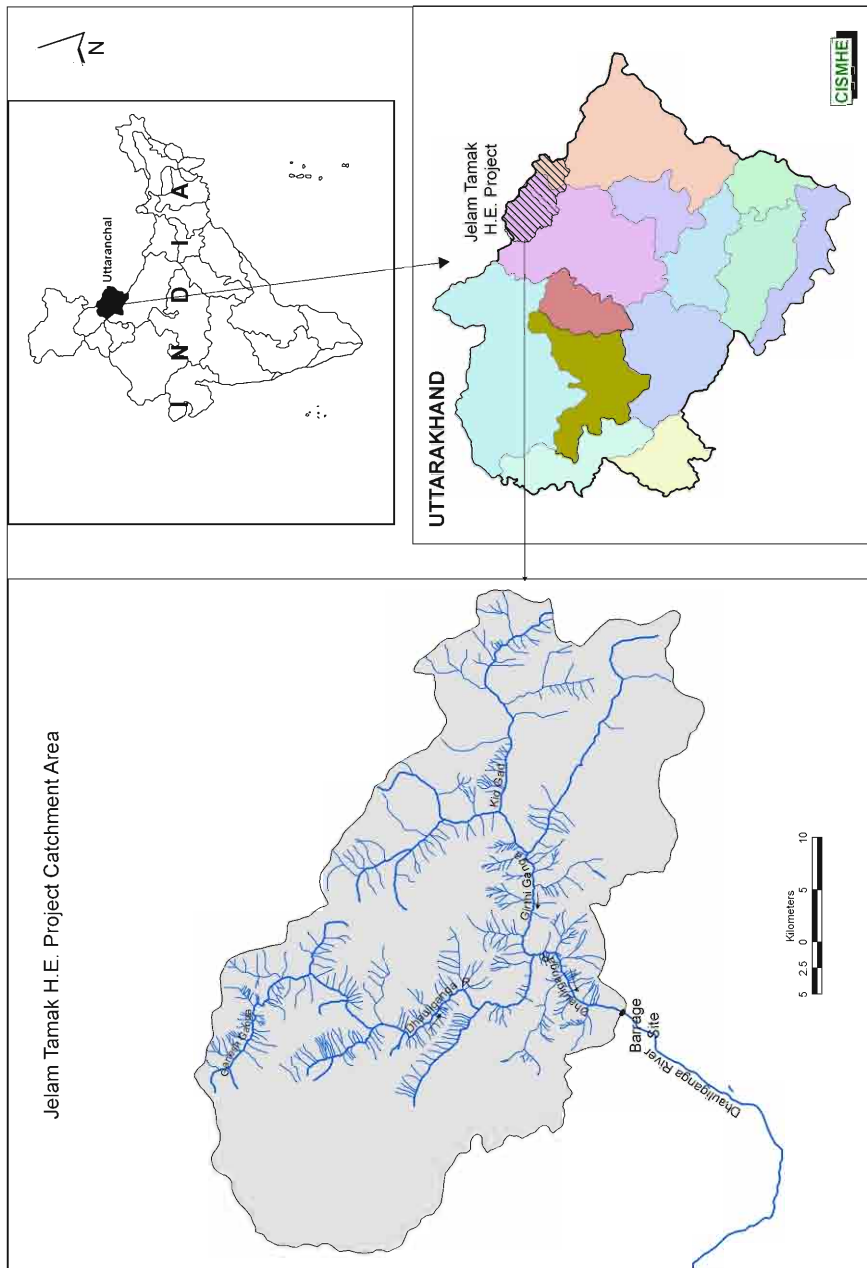 Jelam Tamak H.E. Project Catchment Area
Ganesh Ganga
Dhauliganga R
Kio Gad
Girthi Ganga
Dhauliganga R
Barrage
Site
Dhauliganga River
5 2.5 0 5 10
Kilometers
N
Uttaranchal
I N D I A
UTTARAKHAND
Jelam Tamak
H.E. Project
CISMHE